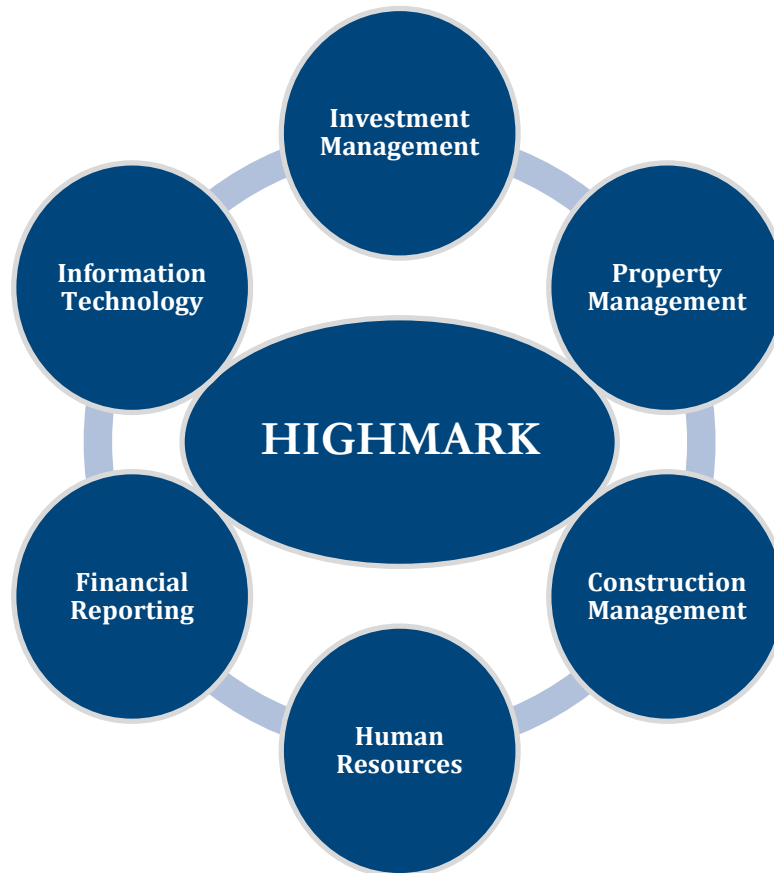 Investment
Management
Property
Management
Construction
Management
Human
Resources
Financial
Reporting
Information
Technology
HIGHMARK